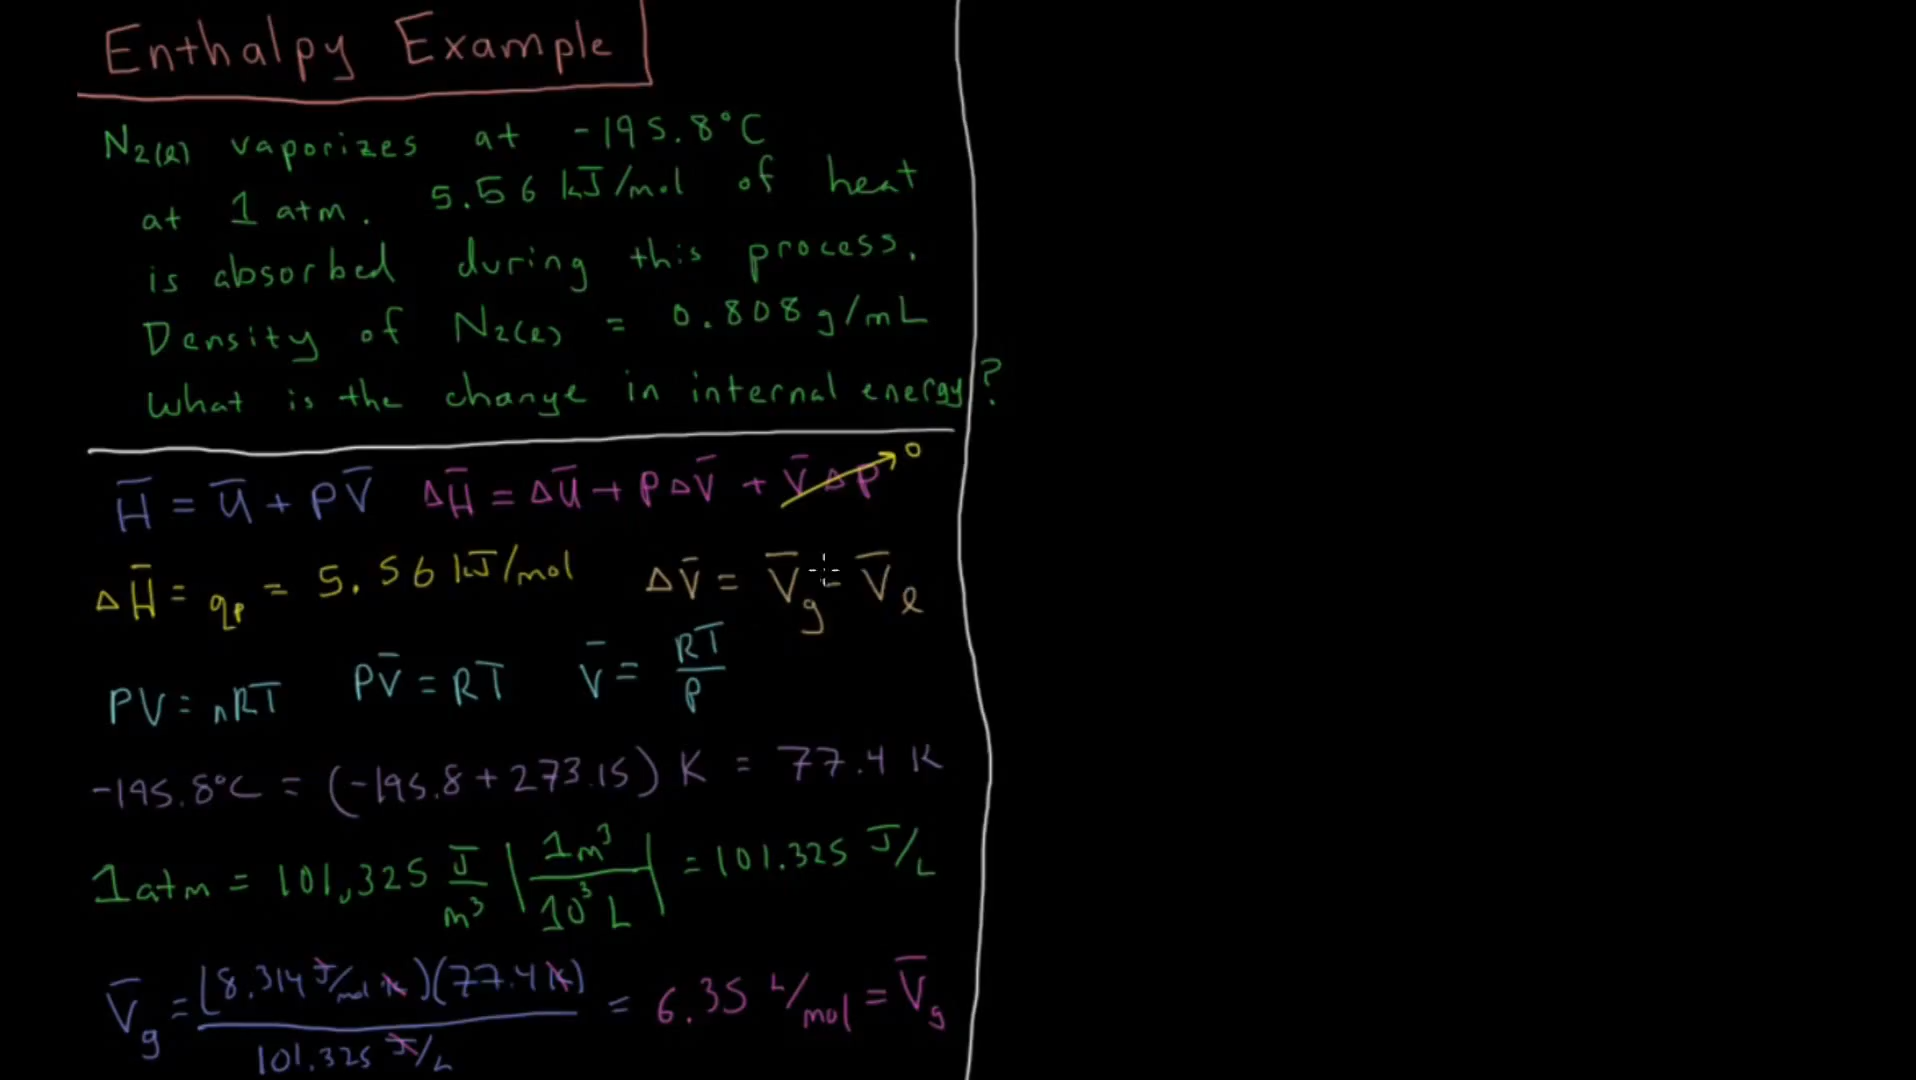 Enthalpy Example
N₂(ℓ) vaporizes at -195.8°C
at 1 atm. 5.56 kJ/mol of heat
is absorbed during this process.
Density of N₂(ℓ) = 0.808 g/mL
What is the change in internal energy?
H̄ = Ū + PV̄  ΔH̄ = ΔŪ + PΔV̄ + V̄ΔP → 0
ΔH̄ = qₚ = 5.56 kJ/mol  ΔV̄ = V̄g - V̄ℓ
PV = nRT  PV̄ = RT  V̄ = RT/P
-195.8°C = (-195.8 + 273.15) K = 77.4 K
1 atm = 101,325 J/m³ | 1m³/10³ L | = 101.325 J/L
V̄g = (8.314 J/mol K)(77.4 K) / 101.325 J/L = 6.35 L/mol = V̄g